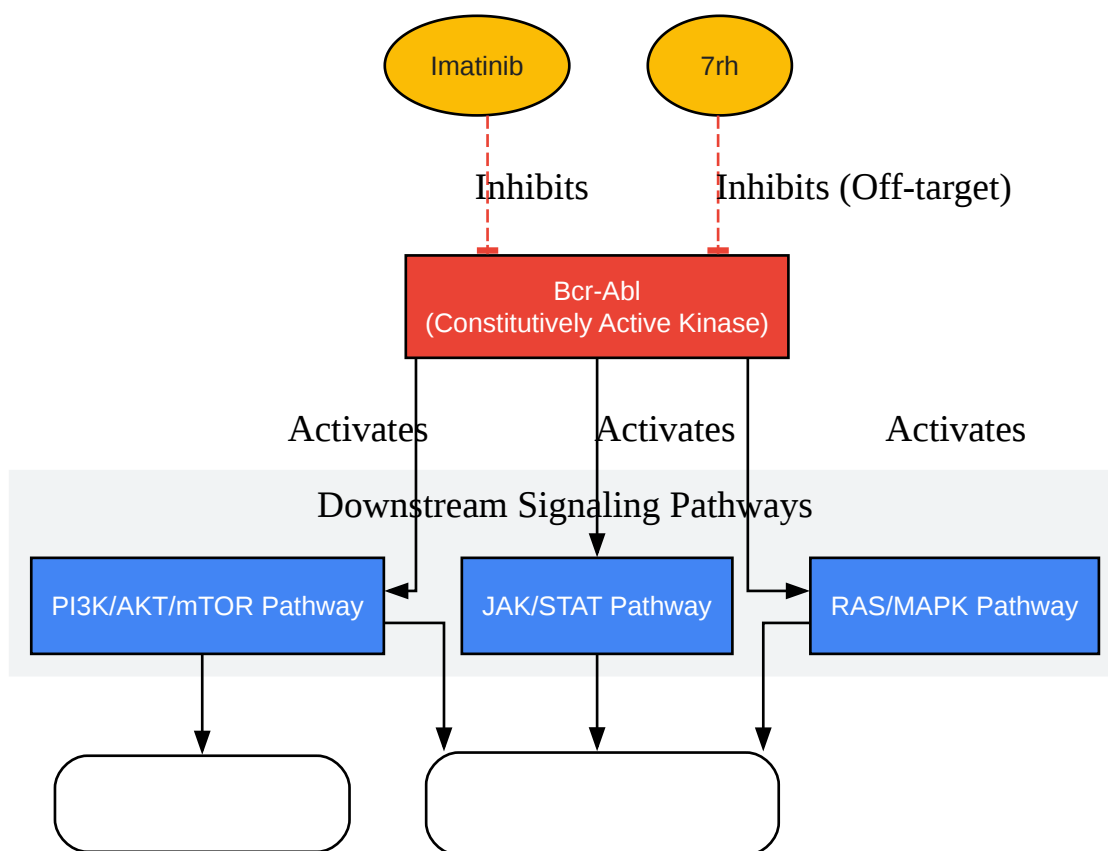 Imatinib
7rh
Inhibits
Inhibits (Off-target)
Bcr-Abl
(Constitutively Active Kinase)
Activates
Activates
Activates
Downstream Signaling Pathways
PI3K/AKT/mTOR Pathway
JAK/STAT Pathway
RAS/MAPK Pathway